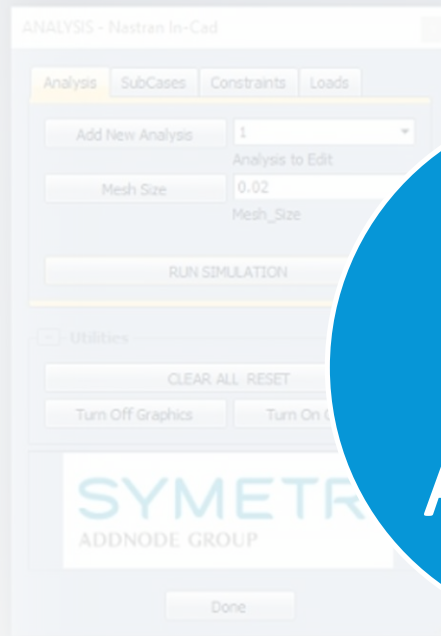 ANALYSIS - Nastran In-Cad
Analysis SubCases Constraints Loads
Add New Analysis 1
Analysis to Edit
Mesh Size 0.02
Mesh_Size
RUN SIMULATION
Utilities
CLEAR ALL RESET
Turn Off Graphics Turn On
SYMETR
ADDNODE GROUP
Done